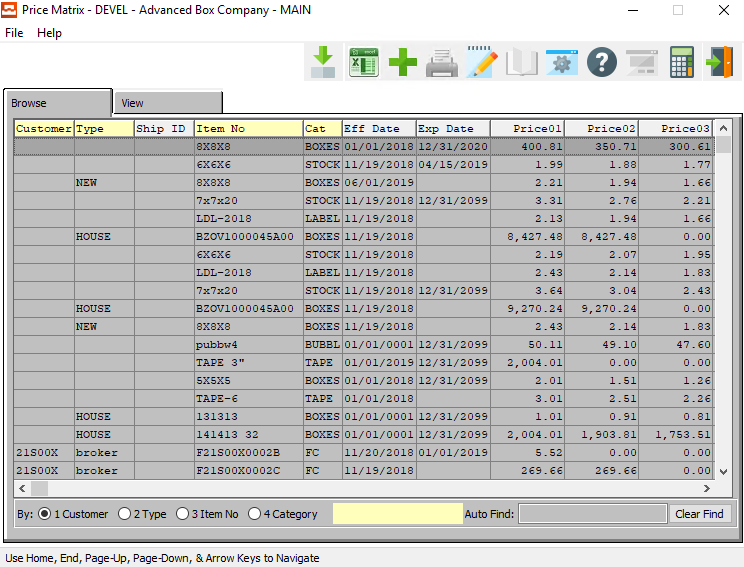 Price Matrix - DEVEL - Advanced Box Company - MAIN
File Help
Browse View
Customer Type Ship ID Item No Cat Eff Date Exp Date Price01 Price02 Price03
8X8X8 BOXES 01/01/2018 12/31/2020 400.81 350.71 300.61
6X6X6 STOCK 11/19/2018 04/15/2019 1.99 1.88 1.77
NEW 8X8X8 BOXES 06/01/2019 2.21 1.94 1.66
7x7x20 STOCK 11/19/2018 12/31/2099 3.31 2.76 2.21
LDL-2018 LABEL 11/19/2018 2.13 1.94 1.66
HOUSE BZOV1000045A00 BOXES 11/19/2018 8,427.48 8,427.48 0.00
6X6X6 STOCK 11/19/2018 2.19 2.07 1.95
LDL-2018 LABEL 11/19/2018 2.43 2.14 1.83
7x7x20 STOCK 11/19/2018 12/31/2099 3.64 3.04 2.43
HOUSE BZOV1000045A00 BOXES 11/19/2018 9,270.24 9,270.24 0.00
NEW 8X8X8 BOXES 11/19/2018 2.43 2.14 1.83
pubbw4 BUBBL 01/01/0001 12/31/2099 50.11 49.10 47.60
TAPE 3" TAPE 01/01/2019 12/31/2099 2,004.01 0.00 0.00
5X5X5 BOXES 01/01/2018 12/31/2099 2.01 1.51 1.26
TAPE-6 TAPE 01/01/2018 3.01 2.51 2.26
HOUSE 131313 BOXES 01/01/0001 12/31/2099 1.01 0.91 0.81
HOUSE 141413 32 BOXES 01/01/0001 12/31/2099 2,004.01 1,903.81 1,753.51
21S00X broker F21S00X0002B FC 11/20/2018 01/01/2019 5.52 0.00 0.00
21S00X broker F21S00X0002C FC 11/19/2018 269.66 269.66 0.00
By: 1 Customer 2 Type 3 Item No 4 Category Auto Find: Clear Find
Use Home, End, Page-Up, Page-Down, & Arrow Keys to Navigate